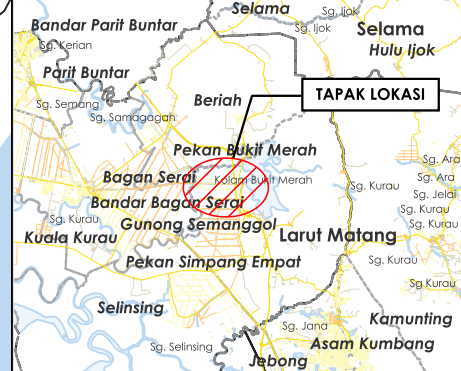 Selama
Sg. Ijok
Bandar Parit Buntar
Sg. Ijok
Selama
Sg. Kerian
Hulu Ijok
Parit Buntar
TAPAK LOKASI
Sg. Semang
Beriah
Sg. Samagagah
Pekan Bukit Merah
Sg. Ara
Bagan Serai
Kolam Bukit Merah
Sg. Kurau
Sg. Ara
Sg. Jelai
Bandar Bagan Serai
Sg. Kurau
Sg. Kurau
Gunong Semanggol
Sg. Kurau
Kuala Kurau
Larut Matang
Pekan Simpang Empat
Sg. Kurau
Sg Kurau
Selinsing
Kamunting
Sg. Jana
Sg. Selinsing
Asam Kumbang
Jebong